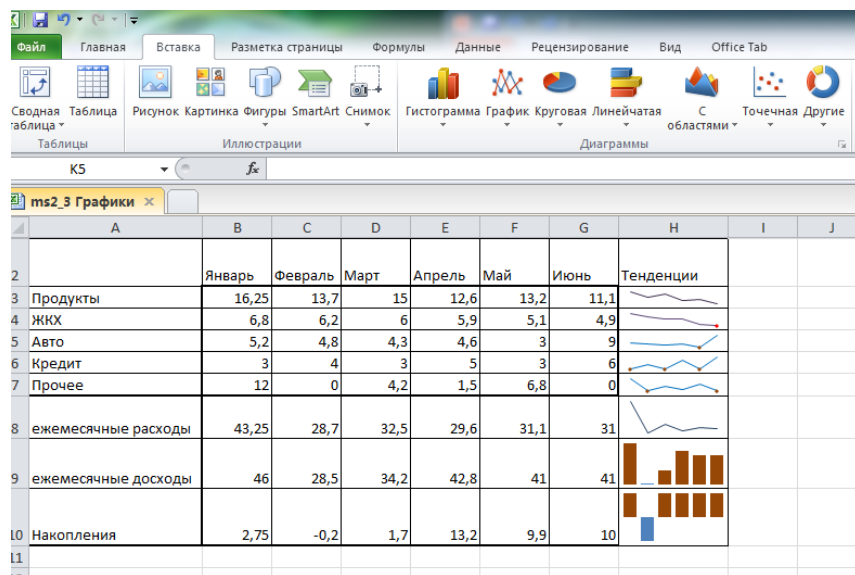 Файл Главная Вставка Разметка страницы Формулы Данные Рецензирование Вид Office Tab
Сводная таблица Таблица Рисунок Картинка Фигуры SmartArt Снимок Гистограмма График Круговая Линейчатая С областями Точечная Другие
Таблицы Иллюстрации Диаграммы
K5 fx
ms2_3 Графики
A B C D E F G H I J
2 Январь Февраль Март Апрель Май Июнь Тенденции
3 Продукты 16,25 13,7 15 12,6 13,2 11,1
4 ЖКХ 6,8 6,2 6 5,9 5,1 4,9
5 Авто 5,2 4,8 4,3 4,6 3 9
6 Кредит 3 4 3 5 3 6
7 Прочее 12 0 4,2 1,5 6,8 0
8 ежемесячные расходы 43,25 28,7 32,5 29,6 31,1 31
9 ежемесячные досходы 46 28,5 34,2 42,8 41 41
10 Накопления 2,75 -0,2 1,7 13,2 9,9 10
11